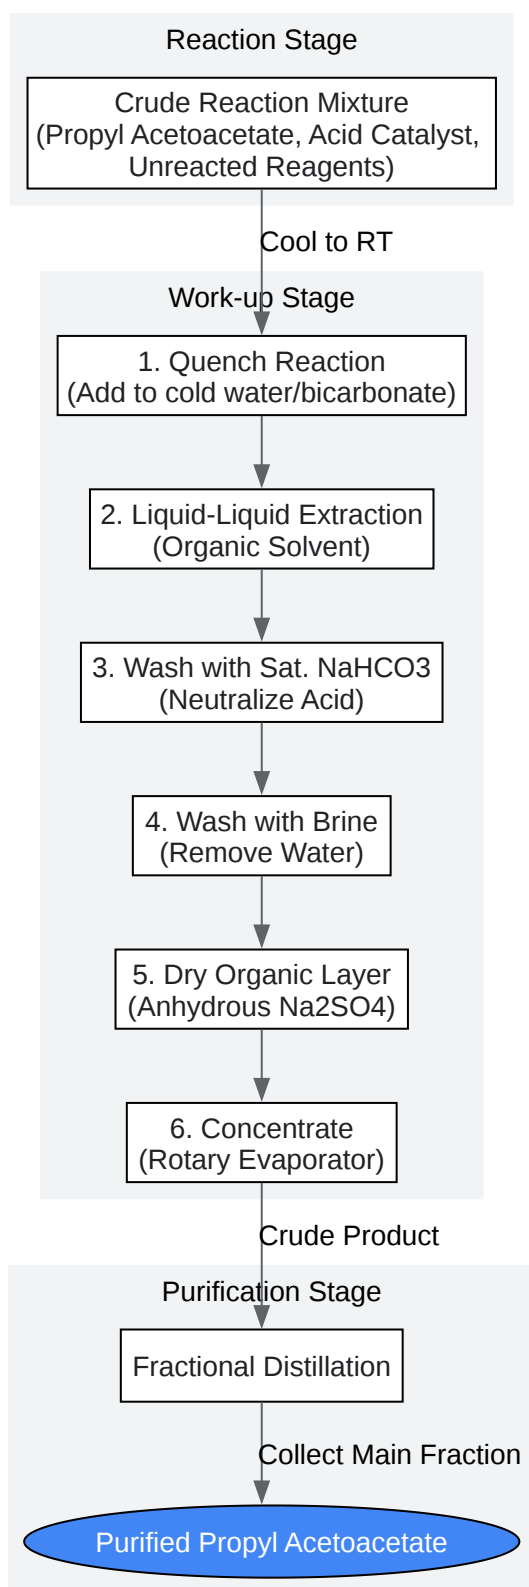 Reaction Stage
Crude Reaction Mixture
(Propyl Acetoacetate, Acid Catalyst,
Unreacted Reagents)
Cool to RT
Work-up Stage
1. Quench Reaction
(Add to cold water/bicarbonate)
2. Liquid-Liquid Extraction
(Organic Solvent)
3. Wash with Sat. NaHCO3
(Neutralize Acid)
4. Wash with Brine
(Remove Water)
5. Dry Organic Layer
(Anhydrous Na2SO4)
6. Concentrate
(Rotary Evaporator)
Crude Product
Purification Stage
Fractional Distillation
Collect Main Fraction
Purified Propyl Acetoacetate